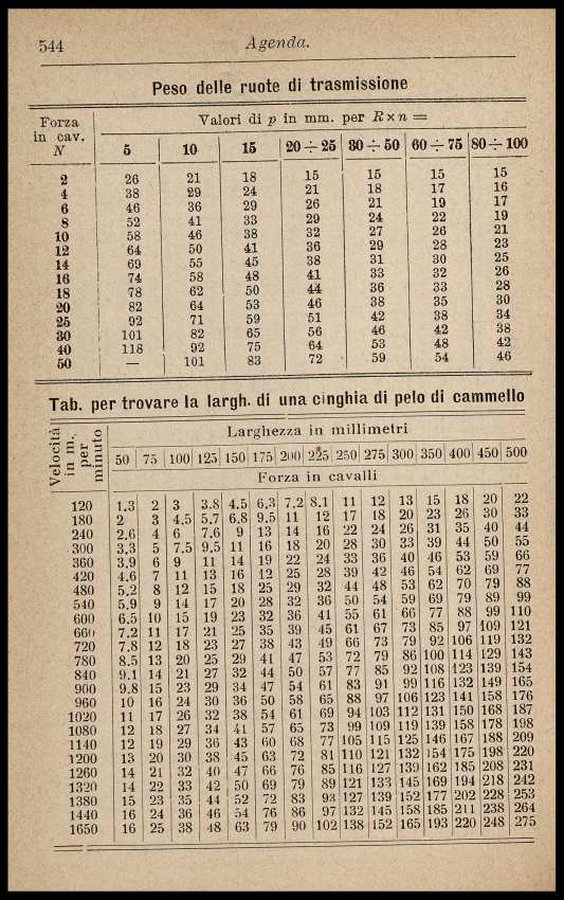 544
Agenda.
Peso delle ruote di trasmissione
Forza in cav. N
Valori di p in mm. per R × n =
5 10 15 20 ÷ 25 30 ÷ 50 60 ÷ 75 80 ÷ 100
2 26 21 18 15 15 15 15
4 38 29 24 21 18 17 16
6 46 36 29 26 21 19 17
8 52 41 33 29 24 22 19
10 58 46 38 32 27 26 21
12 64 50 41 36 29 28 23
14 69 55 45 38 31 30 25
16 74 58 48 41 33 32 26
18 78 62 50 44 36 33 28
20 82 64 53 46 38 35 30
25 92 71 59 51 42 38 34
30 101 82 65 56 46 42 38
40 118 92 75 64 53 48 42
50 — 101 83 72 59 54 46
Tab. per trovare la largh. di una cinghia di pelo di cammello
Velocità in m. per minuto
Larghezza in millimetri
50 75 100 125 150 175 200 225 250 275 300 350 400 450 500
Forza in cavalli
120 1.3 2 3 3.8 4.5 6.3 7.2 8.1 11 12 13 15 18 20 22
180 2 3 4.5 5.7 6.8 9.5 11 12 17 18 20 23 26 30 33
240 2.6 4 6 7.6 9 13 14 16 22 24 26 31 35 40 44
300 3.3 5 7.5 9.5 11 16 18 20 28 30 33 39 44 50 55
360 3.9 6 9 11 14 19 22 24 33 36 40 46 53 59 66
420 4.6 7 11 13 16 12 25 28 39 42 46 54 62 69 77
480 5.2 8 12 15 18 25 29 32 44 48 53 62 70 79 88
540 5.9 9 14 17 20 28 32 36 50 54 59 69 79 89 99
600 6.5 10 15 19 23 32 36 41 55 61 66 77 88 99 110
660 7.2 11 17 21 25 35 39 45 61 67 73 85 97 109 121
720 7.8 12 18 23 27 38 43 49 66 73 79 92 106 119 132
780 8.5 13 20 25 29 41 47 53 72 79 86 100 114 129 143
840 9.1 14 21 27 32 44 50 57 77 85 92 108 123 139 154
900 9.8 15 23 29 34 47 54 61 83 91 99 116 132 149 165
960 10 16 24 30 36 50 58 65 88 97 106 123 141 158 176
1020 11 17 26 32 38 54 61 69 94 103 112 131 150 168 187
1080 12 18 27 34 41 57 65 73 99 109 119 139 158 178 198
1140 12 19 29 36 43 60 68 77 105 115 125 146 167 188 209
1200 13 20 30 38 45 63 72 81 110 121 132 154 175 198 220
1260 14 21 32 40 47 66 76 85 116 127 139 162 185 208 231
1320 14 22 33 42 50 69 79 89 121 133 145 169 194 218 242
1380 15 23 35 44 52 72 83 93 127 139 152 177 202 228 253
1440 16 24 36 46 54 76 86 97 132 145 158 185 211 238 264
1650 16 25 38 48 63 79 90 102 138 152 165 193 220 248 275